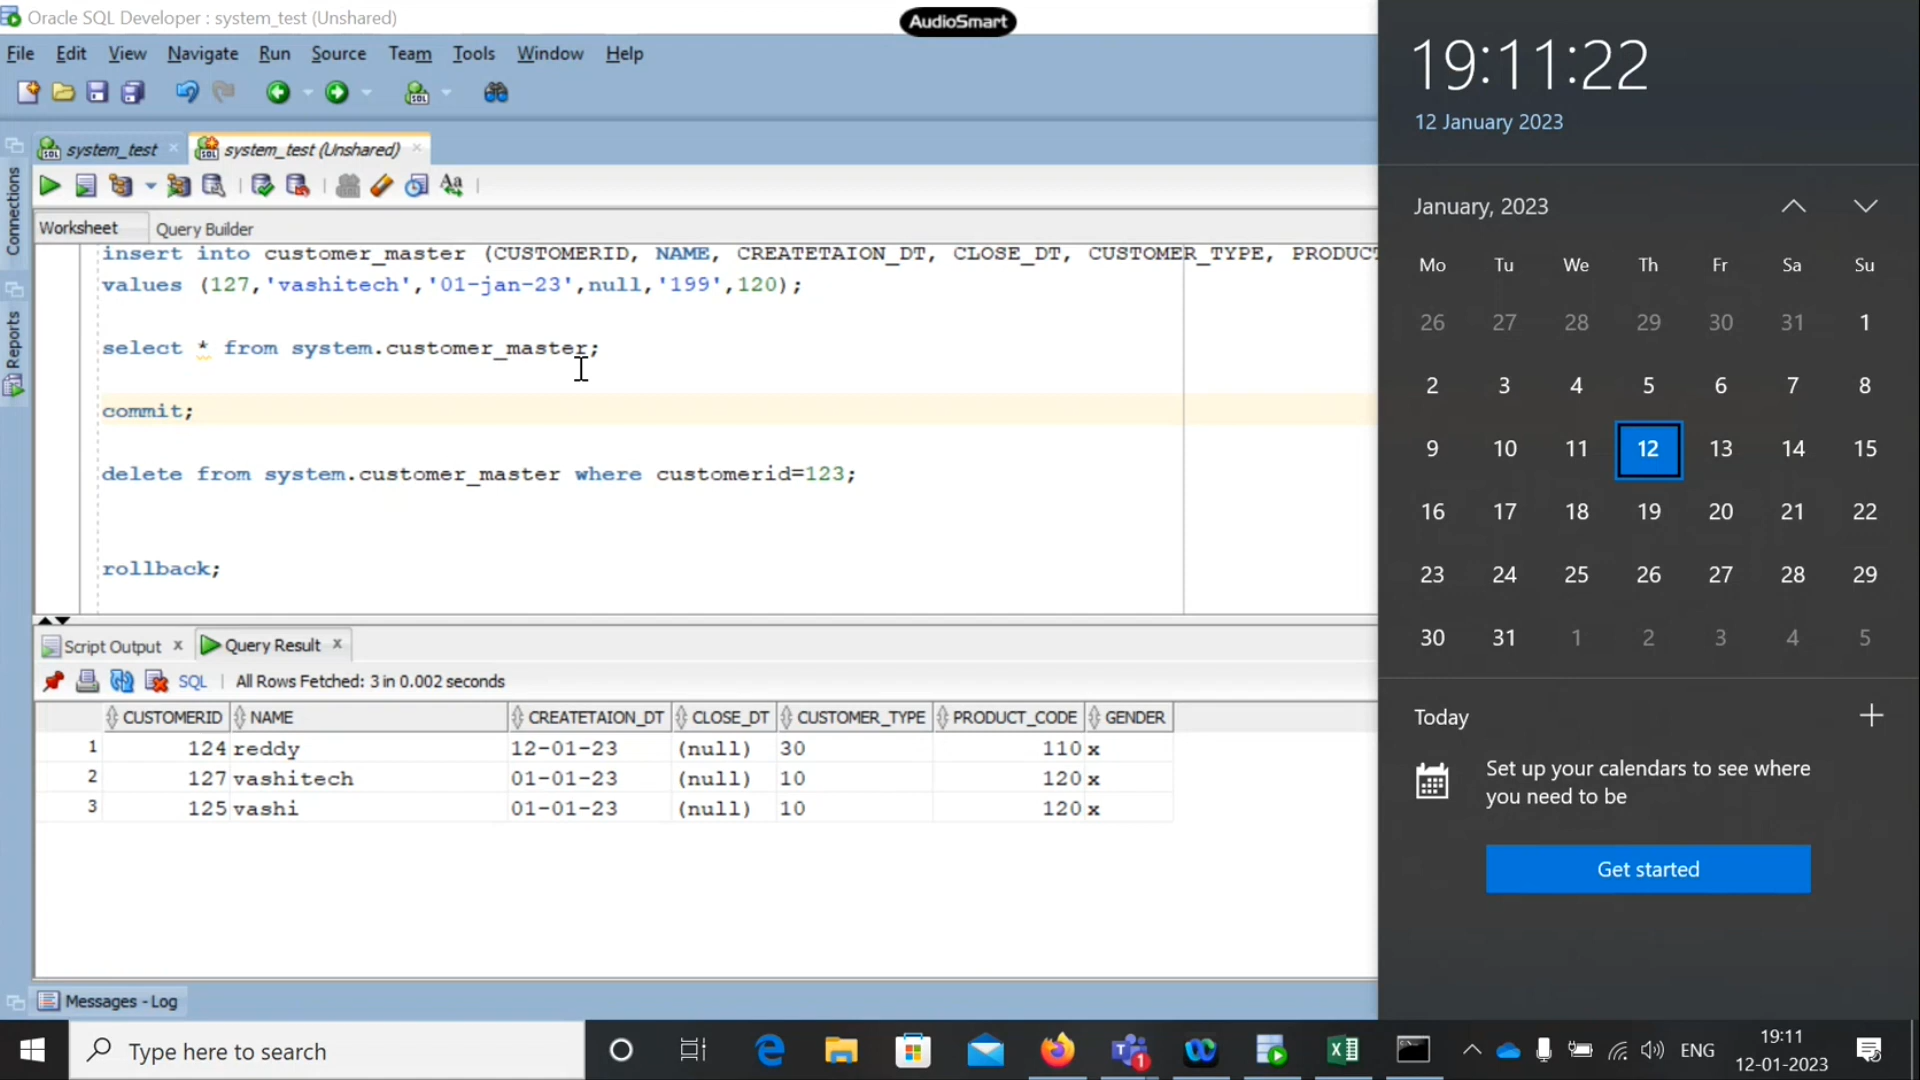 Oracle SQL Developer : system_test (Unshared)
AudioSmart
File Edit View Navigate Run Source Team Tools Window Help
system_test system_test (Unshared)
Connections
Reports
Worksheet Query Builder
insert into customer_master (CUSTOMERID, NAME, CREATETAION_DT, CLOSE_DT, CUSTOMER_TYPE, PRODUCT
values (127,'vashitech','01-jan-23',null,'199',120);
select * from system.customer_master;
commit;
delete from system.customer_master where customerid=123;
rollback;
Script Output x Query Result x
SQL | All Rows Fetched: 3 in 0.002 seconds
CUSTOMERID NAME CREATETAION_DT CLOSE_DT CUSTOMER_TYPE PRODUCT_CODE GENDER
1 124 reddy 12-01-23 (null) 30 110 x
2 127 vashitech 01-01-23 (null) 10 120 x
3 125 vashi 01-01-23 (null) 10 120 x
Messages - Log
19:11:22
12 January 2023
January, 2023
Mo Tu We Th Fr Sa Su
26 27 28 29 30 31 1
2 3 4 5 6 7 8
9 10 11 12 13 14 15
16 17 18 19 20 21 22
23 24 25 26 27 28 29
30 31 1 2 3 4 5
Today
Set up your calendars to see where
you need to be
Get started
Type here to search
1
ENG
19:11
12-01-2023